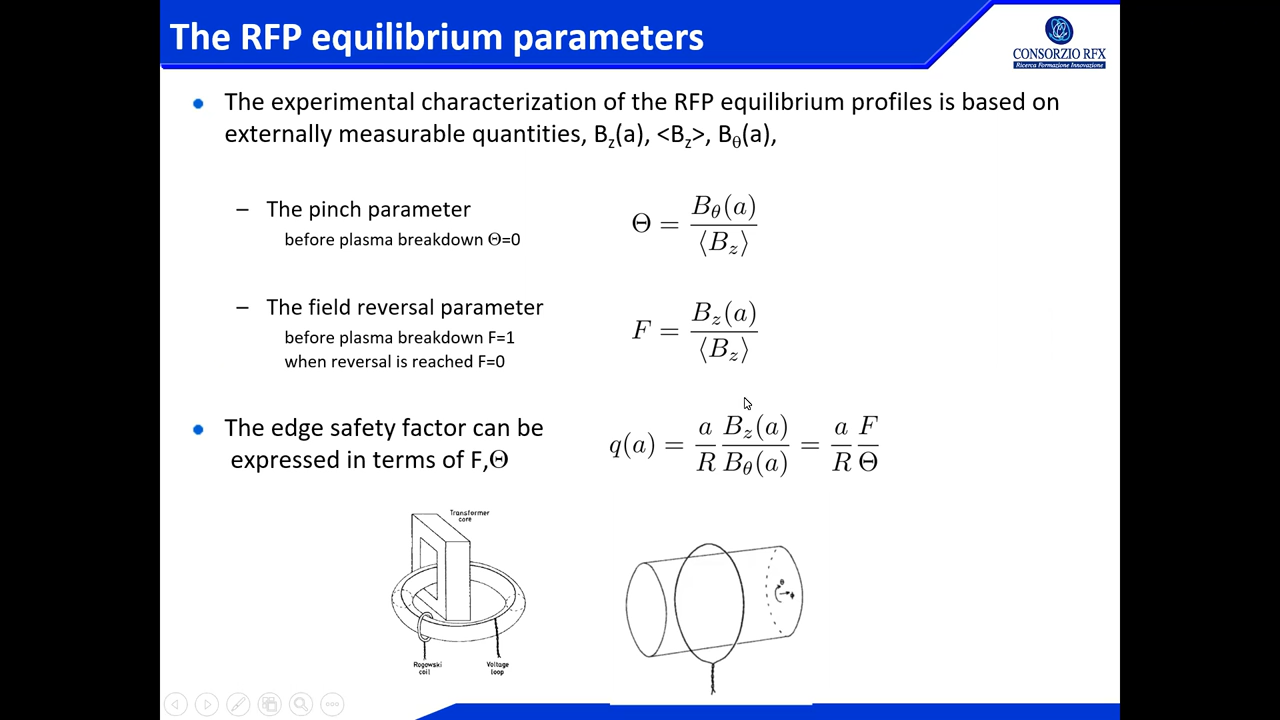 The RFP equilibrium parameters
CONSORZIO RFX
Ricerca Formazione Innovazione
• The experimental characterization of the RFP equilibrium profiles is based on
externally measurable quantities, B_z(a), <B_z>, B_θ(a),
– The pinch parameter
before plasma breakdown Θ=0
Θ = B_θ(a) / ⟨B_z⟩
– The field reversal parameter
before plasma breakdown F=1
when reversal is reached F=0
F = B_z(a) / ⟨B_z⟩
• The edge safety factor can be
expressed in terms of F,Θ
q(a) = a/R B_z(a)/B_θ(a) = a/R F/Θ
Transformer
core
Rogowski
coil
Voltage
loop
θ